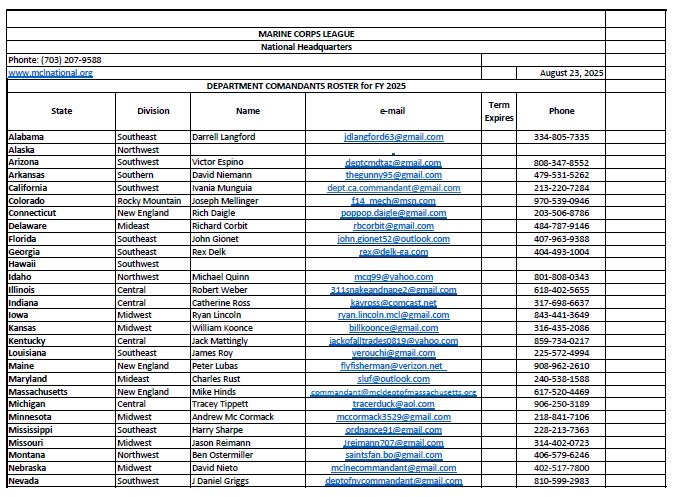 MARINE CORPS LEAGUE
National Headquarters
Phonte: (703) 207-9588
www.mclnational.org August 23, 2025
DEPARTMENT COMANDANTS ROSTER for FY 2025
State Division Name e-mail Term Expires Phone
Alabama Southeast Darrell Langford jdlangford63@gmail.com 334-805-7335
Alaska Northwest
Arizona Southwest Victor Espino deptcmdtaz@gmail.com 808-347-8552
Arkansas Southern David Niemann thegunny95@gmail.com 479-531-5262
California Southwest Ivania Munguia dept.ca.commandant@gmail.com 213-220-7284
Colorado Rocky Mountain Joseph Mellinger f14_mech@msn.com 970-539-0946
Connecticut New England Rich Daigle poppop.daigle@gmail.com 203-506-8786
Delaware Mideast Richard Corbit rbcorbit@gmail.com 484-787-9146
Florida Southeast John Gionet john.gionet52@outlook.com 407-963-9388
Georgia Southeast Rex Delk rex@delk-ga.com 404-493-1004
Hawaii Southwest
Idaho Northwest Michael Quinn mcq99@yahoo.com 801-808-0343
Illinois Central Robert Weber 311snakeandnape2@gmail.com 618-402-5655
Indiana Central Catherine Ross kayross@comcast.net 317-698-6637
Iowa Midwest Ryan Lincoln ryan.lincoln.mcl@gmail.com 843-441-3649
Kansas Midwest William Koonce billkoonce@gmail.com 316-435-2086
Kentucky Central Jack Mattingly jackofalltrades0819@yahoo.com 859-734-0217
Louisiana Southeast James Roy yerouchi@gmail.com 225-572-4994
Maine New England Peter Lubas flyfisherman@verizon.net 908-962-2610
Maryland Mideast Charles Rust sluf@outlook.com 240-538-1588
Massachusetts New England Mike Hinds commandant@mcldeptofmassachusetts.org 617-520-4469
Michigan Central Tracey Tippett tracerduck@aol.com 906-250-3189
Minnesota Midwest Andrew Mc Cormack mccormack3529@gmail.com 218-841-7106
Mississippi Southeast Harry Sharpe ordnance91@gmail.com 228-213-7363
Missouri Midwest Jason Reimann Jreimann707@gmail.com 314-402-0723
Montana Northwest Ben Ostermiller saintsfan.bo@gmail.com 406-579-6246
Nebraska Midwest David Nieto mclnecommandant@gmail.com 402-517-7800
Nevada Southwest J Daniel Griggs deptofnvcommandant@gmail.com 810-599-2983